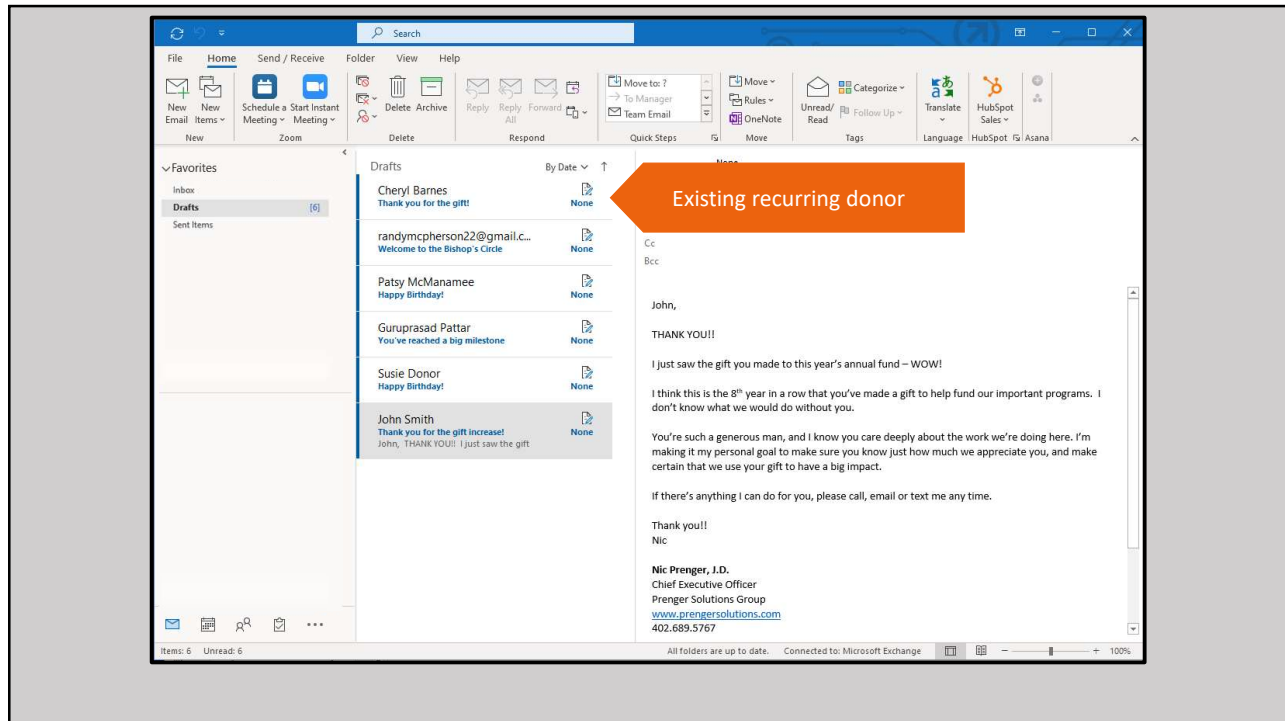 Search
File Home Send / Receive Folder View Help
New Email
New Items
Schedule a Meeting
Start Instant Meeting
Delete
Archive
Reply
Reply All
Forward
Move to: ?
To Manager
Team Email
Move
Rules
OneNote
Unread/ Read
Categorize
Follow Up
Translate
HubSpot Sales
New Zoom Delete Respond Quick Steps Move Tags Language HubSpot Asana
Favorites
Inbox
Drafts [6]
Sent Items
Drafts By Date
Cheryl Barnes
Thank you for the gift! None
randymcpherson22@gmail.c...
Welcome to the Bishop's Circle None
Patsy McManamee
Happy Birthday! None
Guruprasad Pattar
You've reached a big milestone None
Susie Donor
Happy Birthday! None
John Smith
Thank you for the gift increase! None
John, THANK YOU!! I just saw the gift
Existing recurring donor
Cc
Bcc
John,
THANK YOU!!
I just saw the gift you made to this year's annual fund – WOW!
I think this is the 8th year in a row that you've made a gift to help fund our important programs. I
don't know what we would do without you.
You're such a generous man, and I know you care deeply about the work we're doing here. I'm
making it my personal goal to make sure you know just how much we appreciate you, and make
certain that we use your gift to have a big impact.
If there's anything I can do for you, please call, email or text me any time.
Thank you!!
Nic
Nic Prenger, J.D.
Chief Executive Officer
Prenger Solutions Group
www.prengersolutions.com
402.689.5767
Items: 6 Unread: 6 All folders are up to date. Connected to: Microsoft Exchange 100%